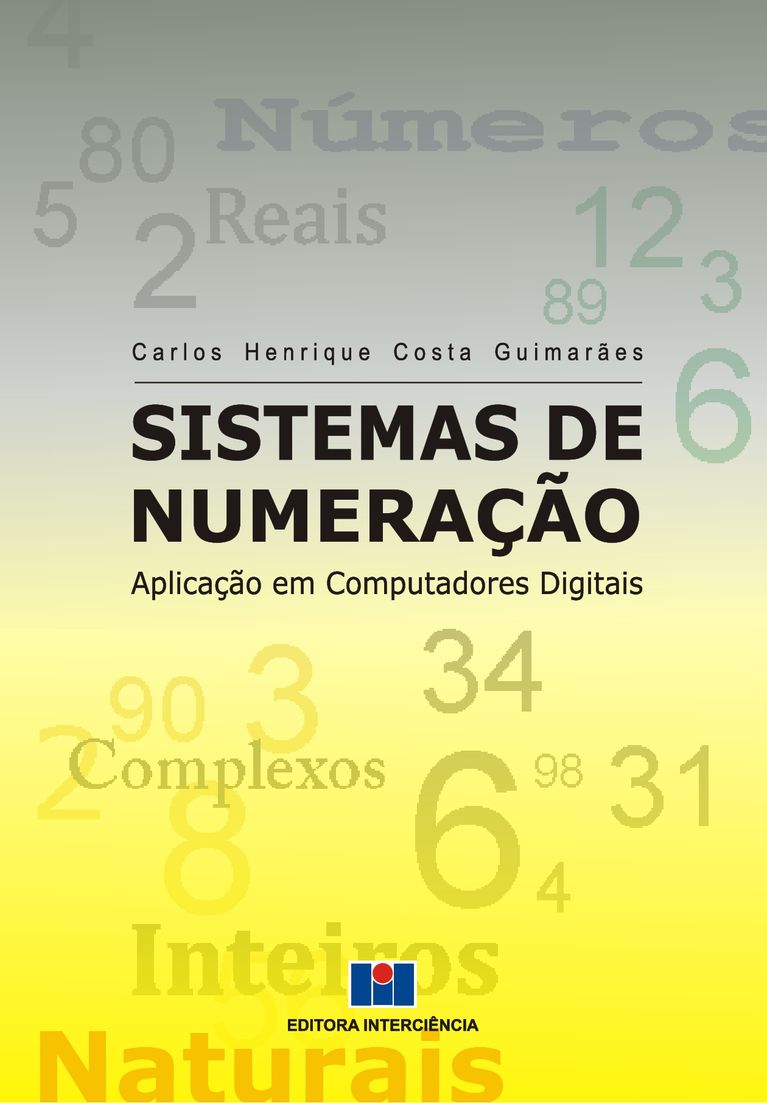 4
Números
80
5
Reais
2
12
3
89
Carlos Henrique Costa Guimarães
6
SISTEMAS DE
NUMERAÇÃO
Aplicação em Computadores Digitais
34
3
90
2
Complexos
98
31
6
8
4
Inteiros
EDITORA INTERCIÊNCIA
Naturais